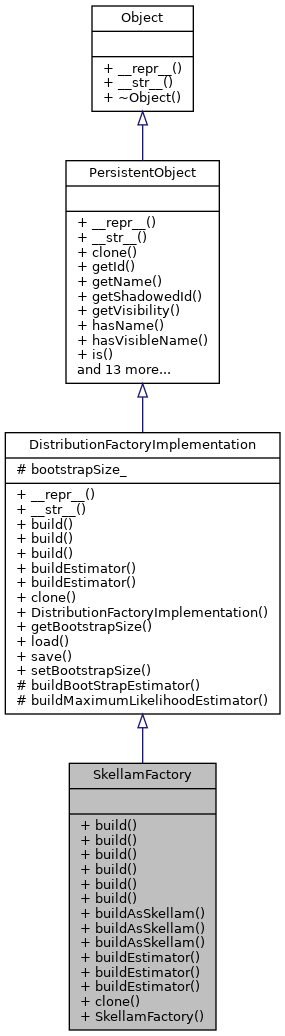 Object
+ __repr__()
+ __str__()
+ ~Object()
PersistentObject
+ __repr__()
+ __str__()
+ clone()
+ getId()
+ getName()
+ getShadowedId()
+ getVisibility()
+ hasName()
+ hasVisibleName()
+ is()
and 13 more...
DistributionFactoryImplementation
# bootstrapSize_
+ __repr__()
+ __str__()
+ build()
+ build()
+ build()
+ buildEstimator()
+ buildEstimator()
+ clone()
+ DistributionFactoryImplementation()
+ getBootstrapSize()
+ load()
+ save()
+ setBootstrapSize()
# buildBootStrapEstimator()
# buildMaximumLikelihoodEstimator()
SkellamFactory
+ build()
+ build()
+ build()
+ build()
+ build()
+ build()
+ buildAsSkellam()
+ buildAsSkellam()
+ buildAsSkellam()
+ buildEstimator()
+ buildEstimator()
+ buildEstimator()
+ clone()
+ SkellamFactory()